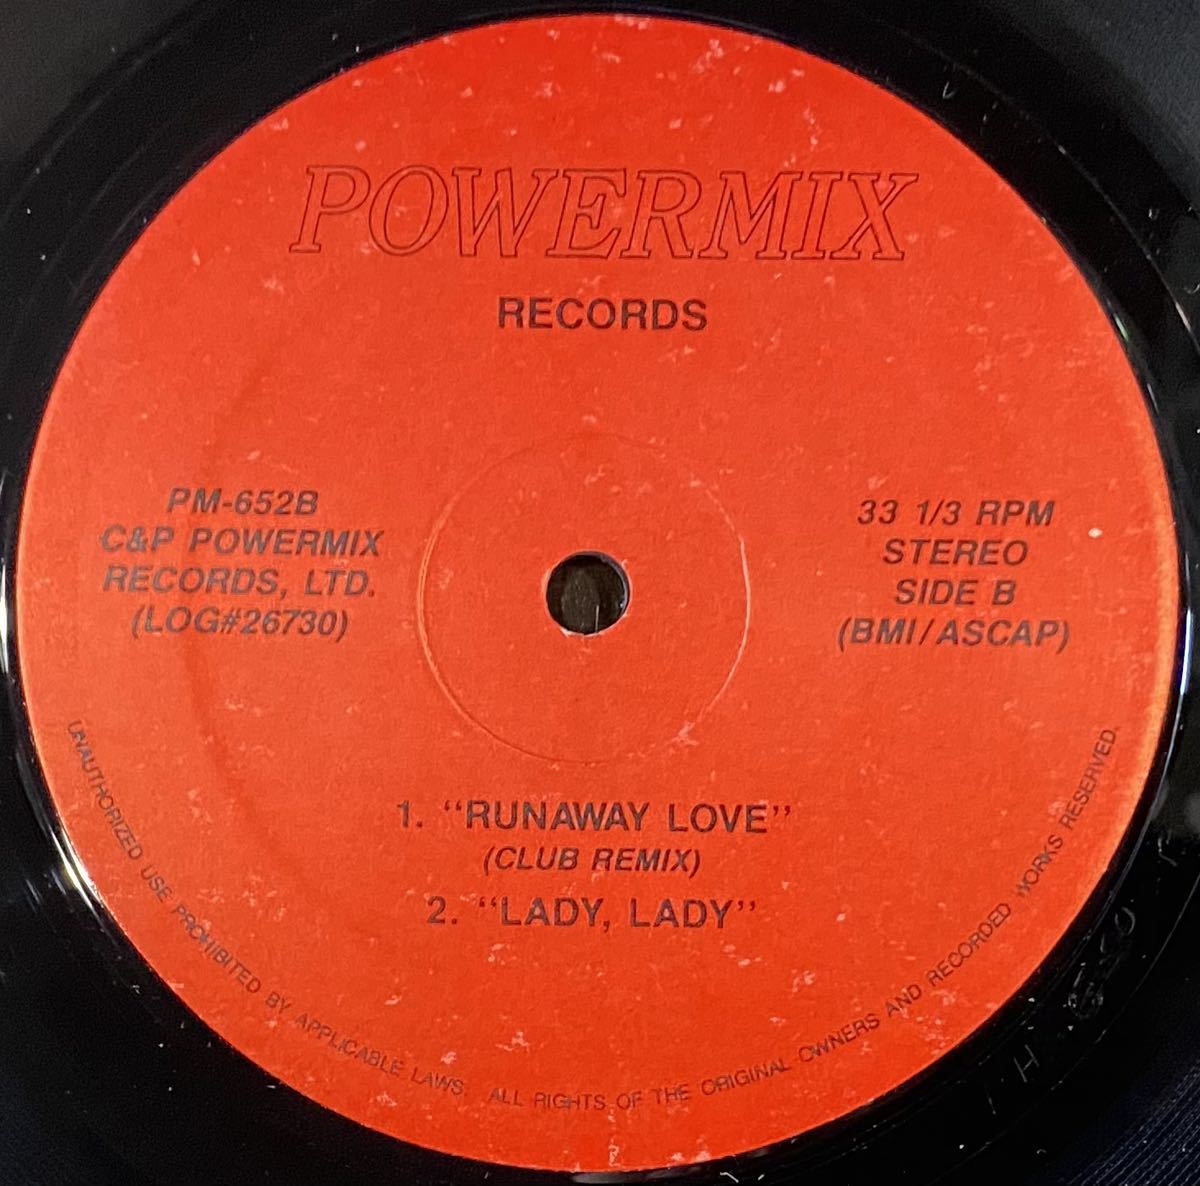 POWERMIX
RECORDS
PM-652B
C&P POWERMIX
RECORDS, LTD.
(LOG#26730)
33 1/3 RPM
STEREO
SIDE B
(BMI/ASCAP)
1. "RUNAWAY LOVE"
(CLUB REMIX)
2. "LADY, LADY"
UNAUTHORIZED USE PROHIBITED BY APPLICABLE LAWS. ALL RIGHTS OF THE ORIGINAL OWNERS AND RECORDED WORKS RESERVED.